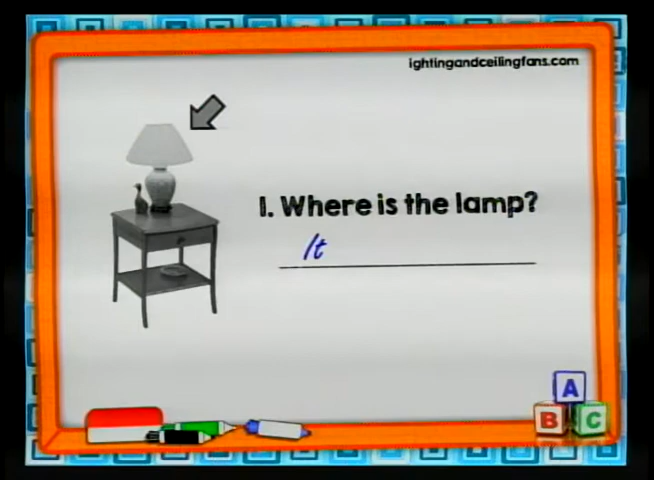 ightingandceilingfans.com
1. Where is the lamp?
It
A
B C